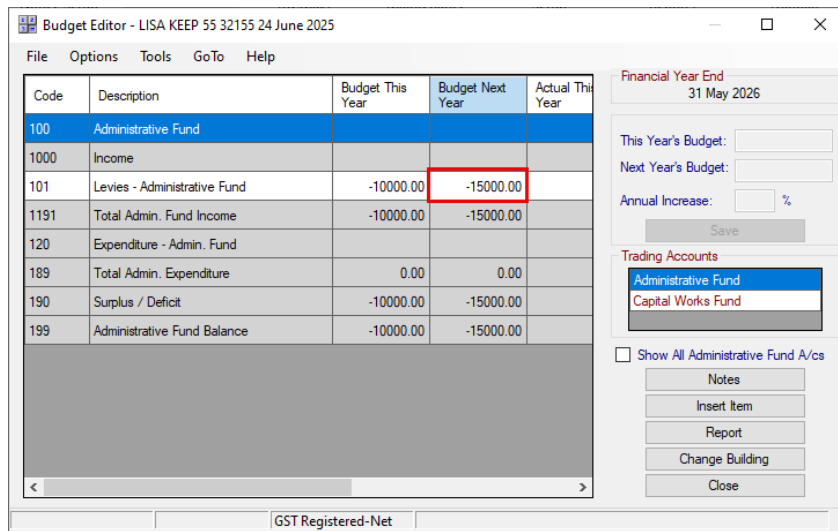 Budget Editor - LISA KEEP 55 32155 24 June 2025
File Options Tools GoTo Help
Code Description Budget This Year Budget Next Year Actual This Year
100 Administrative Fund
1000 Income
101 Levies - Administrative Fund -10000.00 -15000.00
1191 Total Admin. Fund Income -10000.00 -15000.00
120 Expenditure - Admin. Fund
189 Total Admin. Expenditure 0.00 0.00
190 Surplus / Deficit -10000.00 -15000.00
199 Administrative Fund Balance -10000.00 -15000.00
Financial Year End
31 May 2026
This Year's Budget:
Next Year's Budget:
Annual Increase: %
Save
Trading Accounts
Administrative Fund
Capital Works Fund
Show All Administrative Fund A/cs
Notes
Insert Item
Report
Change Building
Close
GST Registered-Net